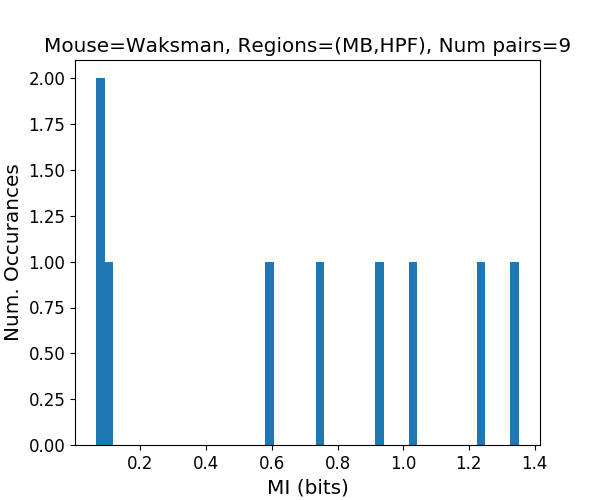 Mouse=Waksman, Regions=(MB,HPF), Num pairs=9
2.00
1.75
1.50
1.25
1.00
0.75
0.50
0.25
0.00
Num. Occurances
0.2 0.4 0.6 0.8 1.0 1.2 1.4
MI (bits)